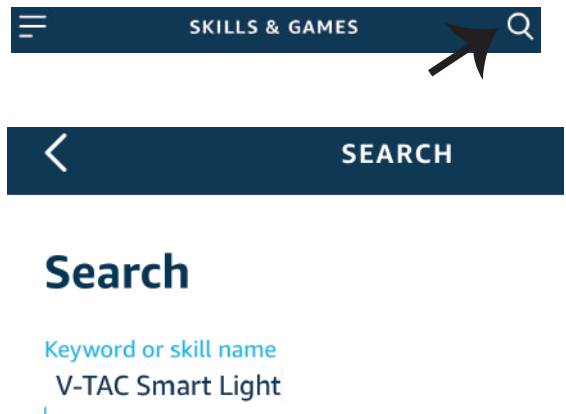 SKILLS & GAMES
SEARCH
Search
Keyword or skill name
V-TAC Smart Light